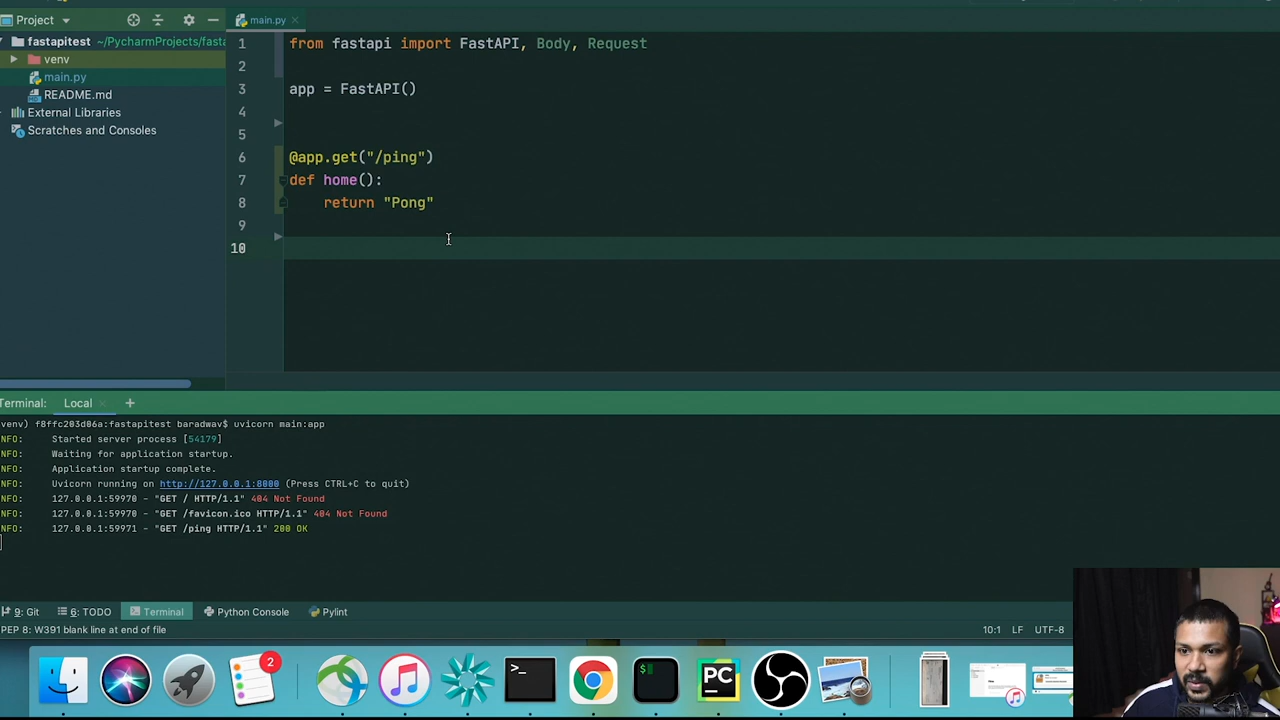 Project
main.py
fastapitest ~/PycharmProjects/fasta
venv
main.py
README.md
External Libraries
Scratches and Consoles
1 from fastapi import FastAPI, Body, Request
2
3 app = FastAPI()
4
5
6 @app.get("/ping")
7 def home():
8 return "Pong"
9
10
Terminal: Local +
venv) f8ffc203d06a:fastapitest baradwav$ uvicorn main:app
NFO: Started server process [54179]
NFO: Waiting for application startup.
NFO: Application startup complete.
NFO: Uvicorn running on http://127.0.0.1:8000 (Press CTRL+C to quit)
NFO: 127.0.0.1:59970 - "GET / HTTP/1.1" 404 Not Found
NFO: 127.0.0.1:59970 - "GET /favicon.ico HTTP/1.1" 404 Not Found
NFO: 127.0.0.1:59971 - "GET /ping HTTP/1.1" 200 OK
9: Git 6: TODO Terminal Python Console Pylint
PEP 8: W391 blank line at end of file 10:1 LF UTF-8
2
>_
$
PC